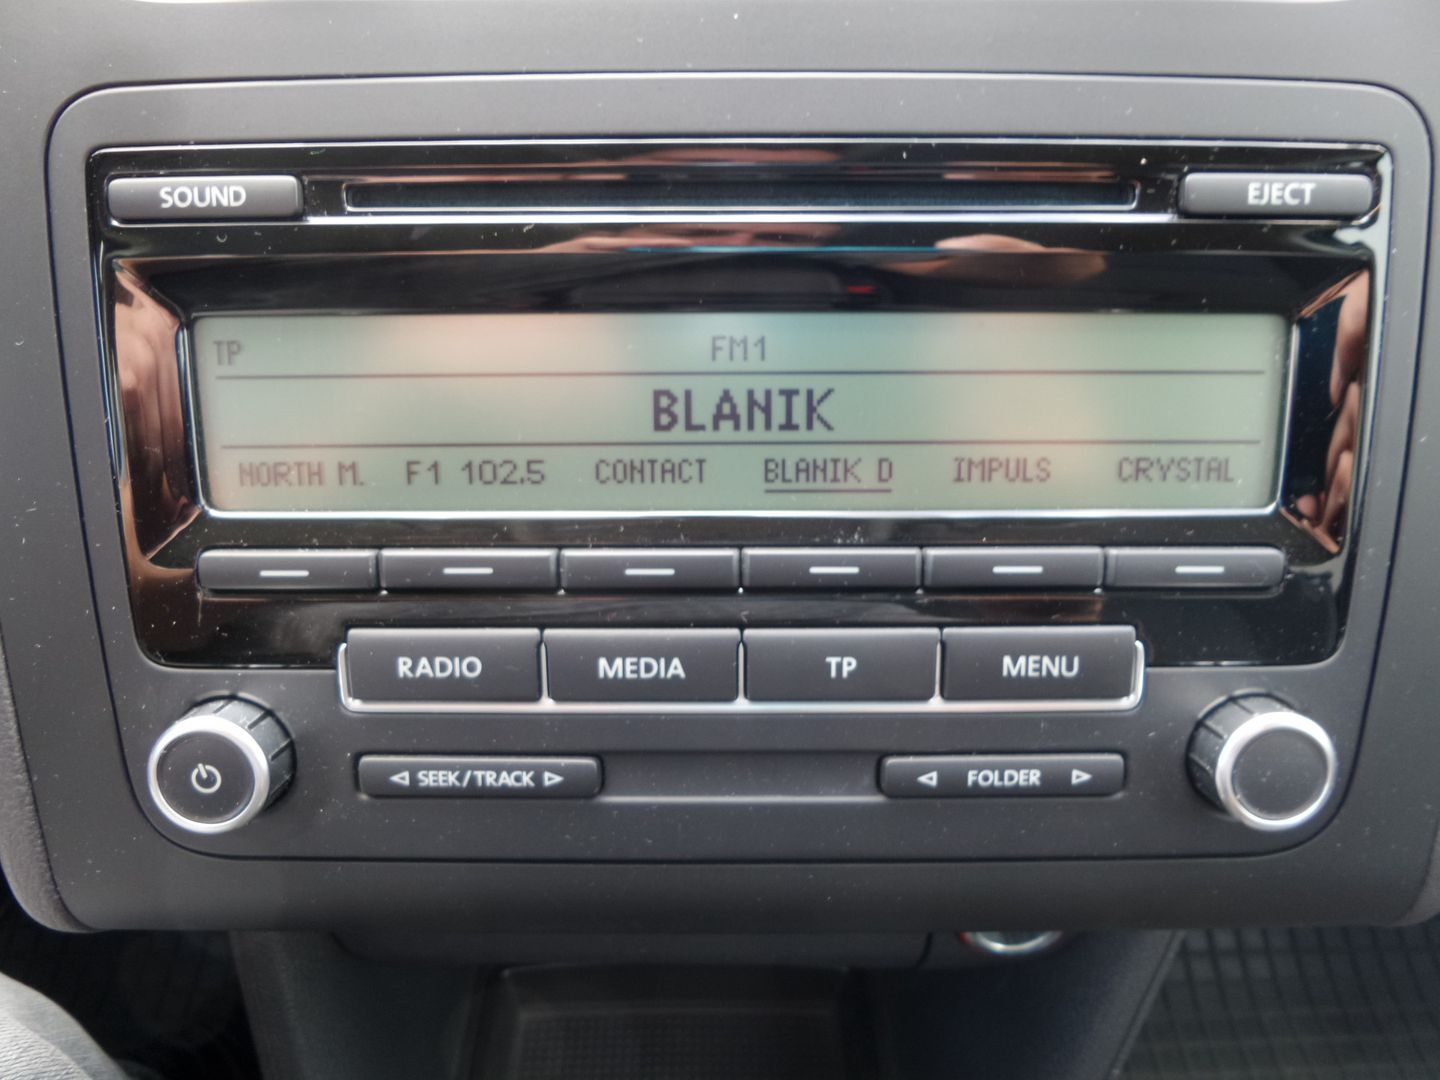 SOUND EJECT
TP FM1
BLANIK
NORTH M. F1 102.5 CONTACT BLANIK D IMPULS CRYSTAL
RADIO MEDIA TP MENU
SEEK/TRACK FOLDER